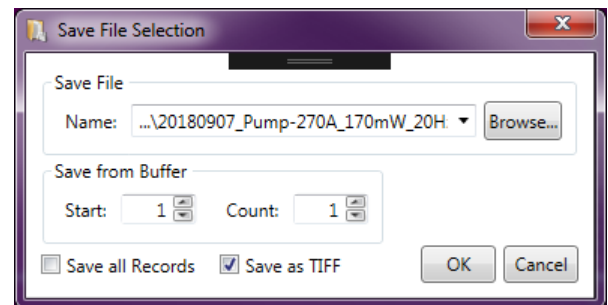 Save File Selection
Save File
Name: ...\20180907_Pump-270A_170mW_20H Browse...
Save from Buffer
Start: 1 Count: 1
Save all Records Save as TIFF OK Cancel